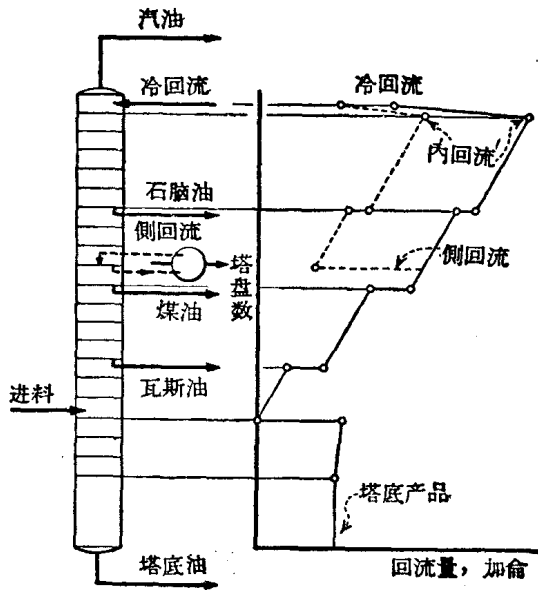 汽油
冷回流
冷回流
内回流
石脑油
侧回流
侧回流
塔盘数
煤油
瓦斯油
进料
塔底产品
塔底油
回流量，加侖